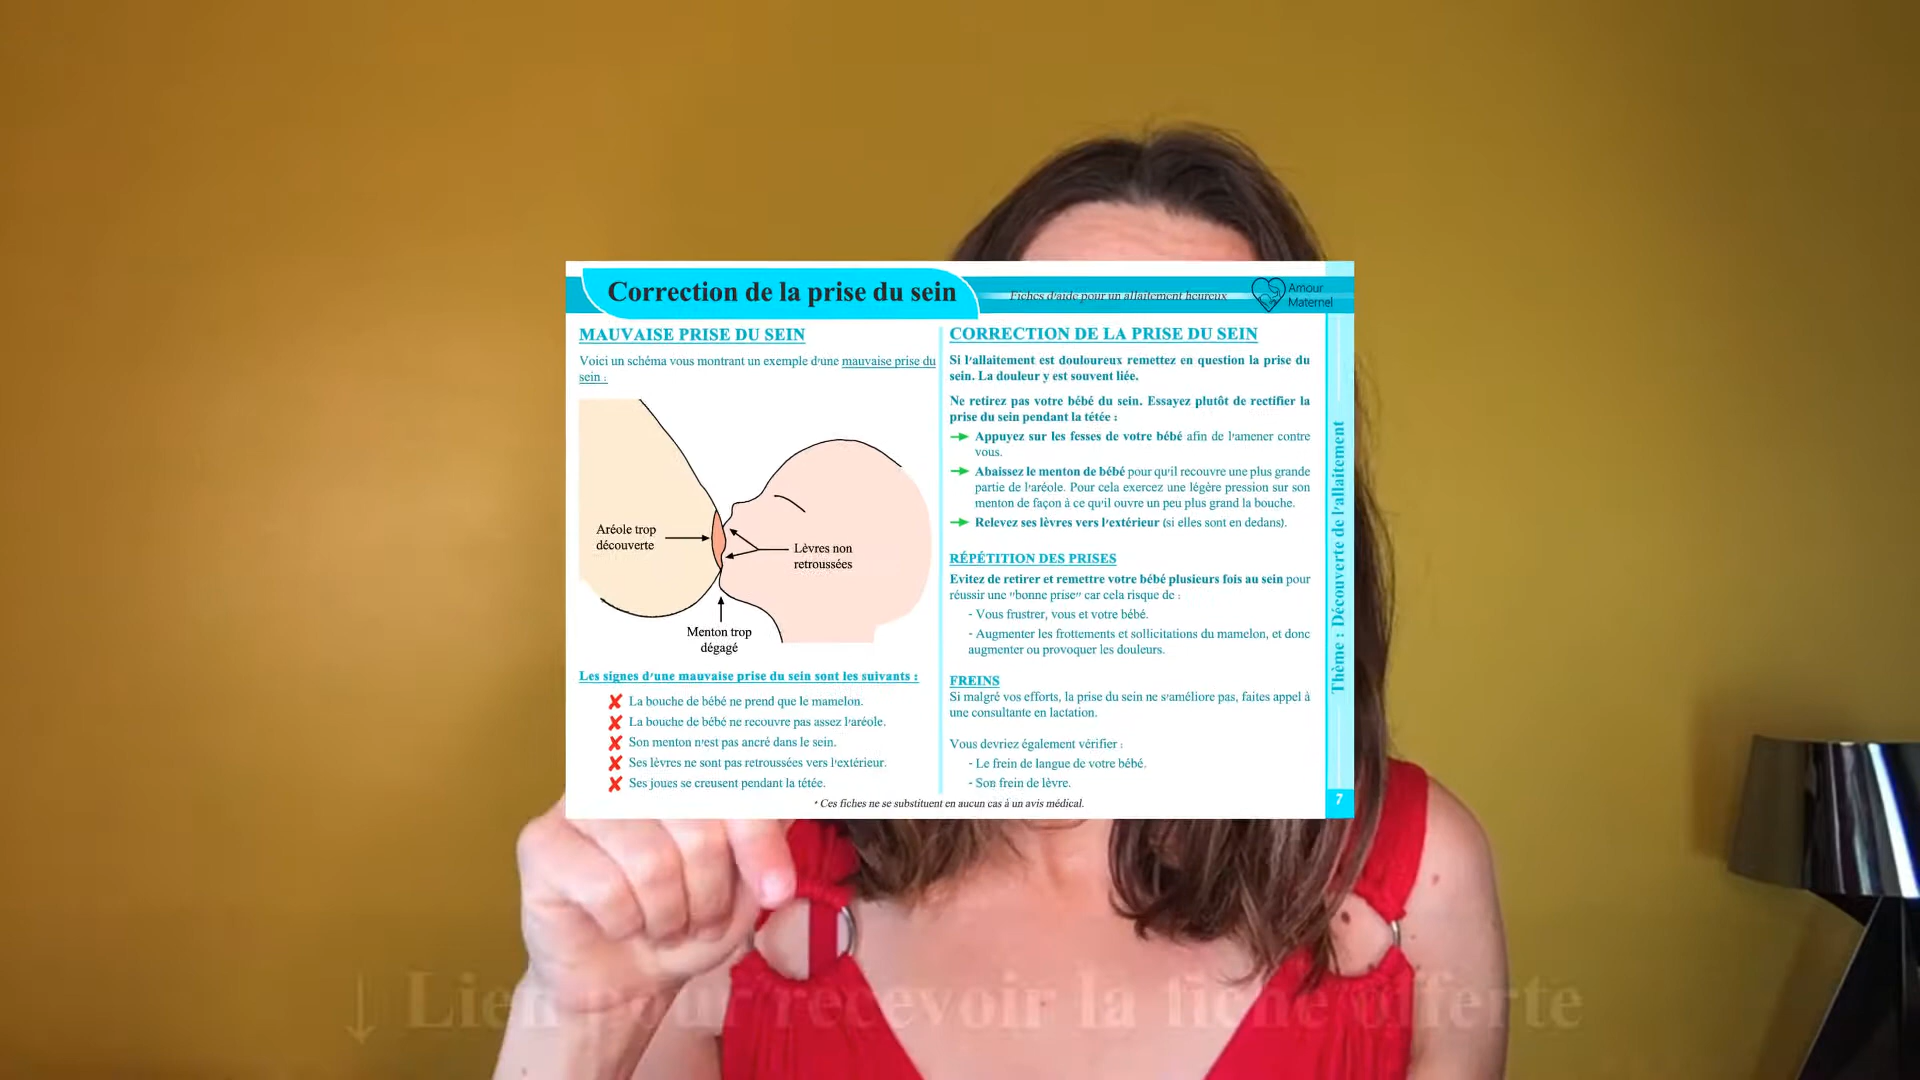 Correction de la prise du sein
Fiches d'aide pour un allaitement heureux
Amour
Maternel
MAUVAISE PRISE DU SEIN
Voici un schéma vous montrant un exemple d'une mauvaise prise du
sein :
Aréole trop
découverte
Lèvres non
retroussées
Menton trop
dégagé
Les signes d'une mauvaise prise du sein sont les suivants :
✘ La bouche de bébé ne prend que le mamelon.
✘ La bouche de bébé ne recouvre pas assez l'aréole.
✘ Son menton n'est pas ancré dans le sein.
✘ Ses lèvres ne sont pas retroussées vers l'extérieur.
✘ Ses joues se creusent pendant la tétée.
CORRECTION DE LA PRISE DU SEIN
Si l'allaitement est douloureux remettez en question la prise du
sein. La douleur y est souvent liée.
Ne retirez pas votre bébé du sein. Essayez plutôt de rectifier la
prise du sein pendant la tétée :
Appuyez sur les fesses de votre bébé afin de l'amener contre
vous.
Abaissez le menton de bébé pour qu'il recouvre une plus grande
partie de l'aréole. Pour cela exercez une légère pression sur son
menton de façon à ce qu'il ouvre un peu plus grand la bouche.
Relevez ses lèvres vers l'extérieur (si elles sont en dedans).
RÉPÉTITION DES PRISES
Evitez de retirer et remettre votre bébé plusieurs fois au sein pour
réussir une "bonne prise" car cela risque de :
- Vous frustrer, vous et votre bébé.
- Augmenter les frottements et sollicitations du mamelon, et donc
augmenter ou provoquer les douleurs.
FREINS
Si malgré vos efforts, la prise du sein ne s'améliore pas, faites appel à
une consultante en lactation.
Vous devriez également vérifier :
- Le frein de langue de votre bébé.
- Son frein de lèvre.
* Ces fiches ne se substituent en aucun cas à un avis médical.
Thème : Découverte de l'allaitement
7
↓ Lien pour recevoir la fiche offerte